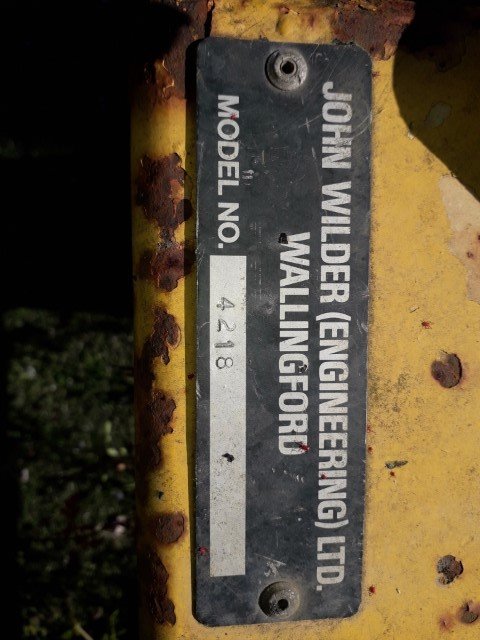 JOHN WILDER (ENGINEERING) LTD.
WALLINGFORD
MODEL NO. 4218